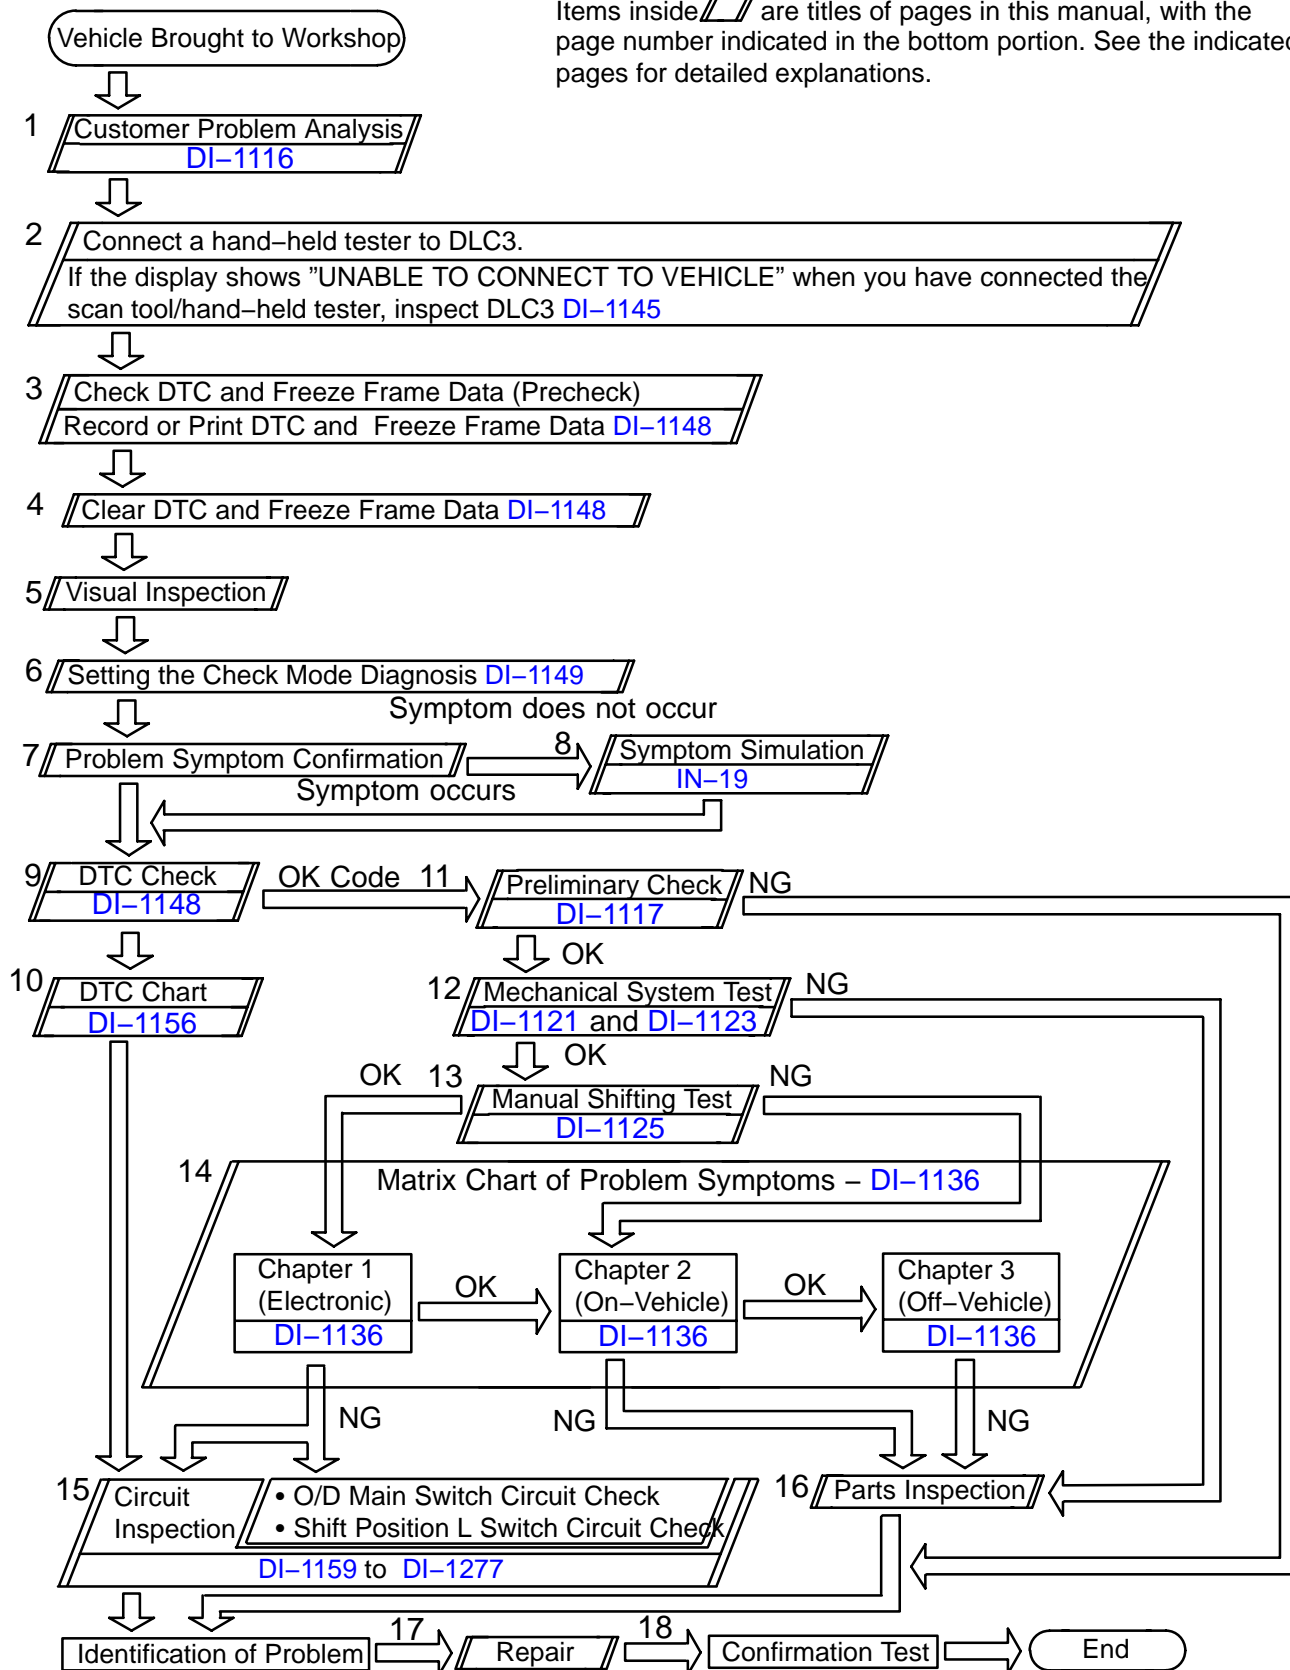 Items inside are titles of pages in this manual, with the
Vehicle Brought to Workshop
page number indicated in the bottom portion. See the indicated
pages for detailed explanations.
1 Customer Problem Analysis
DI–1116
2 Connect a hand–held tester to DLC3.
If the display shows ”UNABLE TO CONNECT TO VEHICLE” when you have connected the
scan tool/hand–held tester, inspect DLC3 DI–1145
3 Check DTC and Freeze Frame Data (Precheck)
Record or Print DTC and Freeze Frame Data DI–1148
4 Clear DTC and Freeze Frame Data DI–1148
5 Visual Inspection
6 Setting the Check Mode Diagnosis DI–1149
Symptom does not occur
7 Problem Symptom Confirmation
8 Symptom Simulation
IN–19
Symptom occurs
9 DTC Check
DI–1148
OK Code
11 Preliminary Check
DI–1117
NG
OK
10 DTC Chart
DI–1156
12 Mechanical System Test
DI–1121 and DI–1123
NG
OK
OK
13 Manual Shifting Test
DI–1125
NG
14 Matrix Chart of Problem Symptoms – DI–1136
Chapter 1
(Electronic)
DI–1136
OK
Chapter 2
(On–Vehicle)
DI–1136
OK
Chapter 3
(Off–Vehicle)
DI–1136
NG
NG
NG
15 Circuit
Inspection
• O/D Main Switch Circuit Check
• Shift Position L Switch Circuit Check
DI–1159 to DI–1277
16 Parts Inspection
Identification of Problem
17 Repair
18 Confirmation Test
End